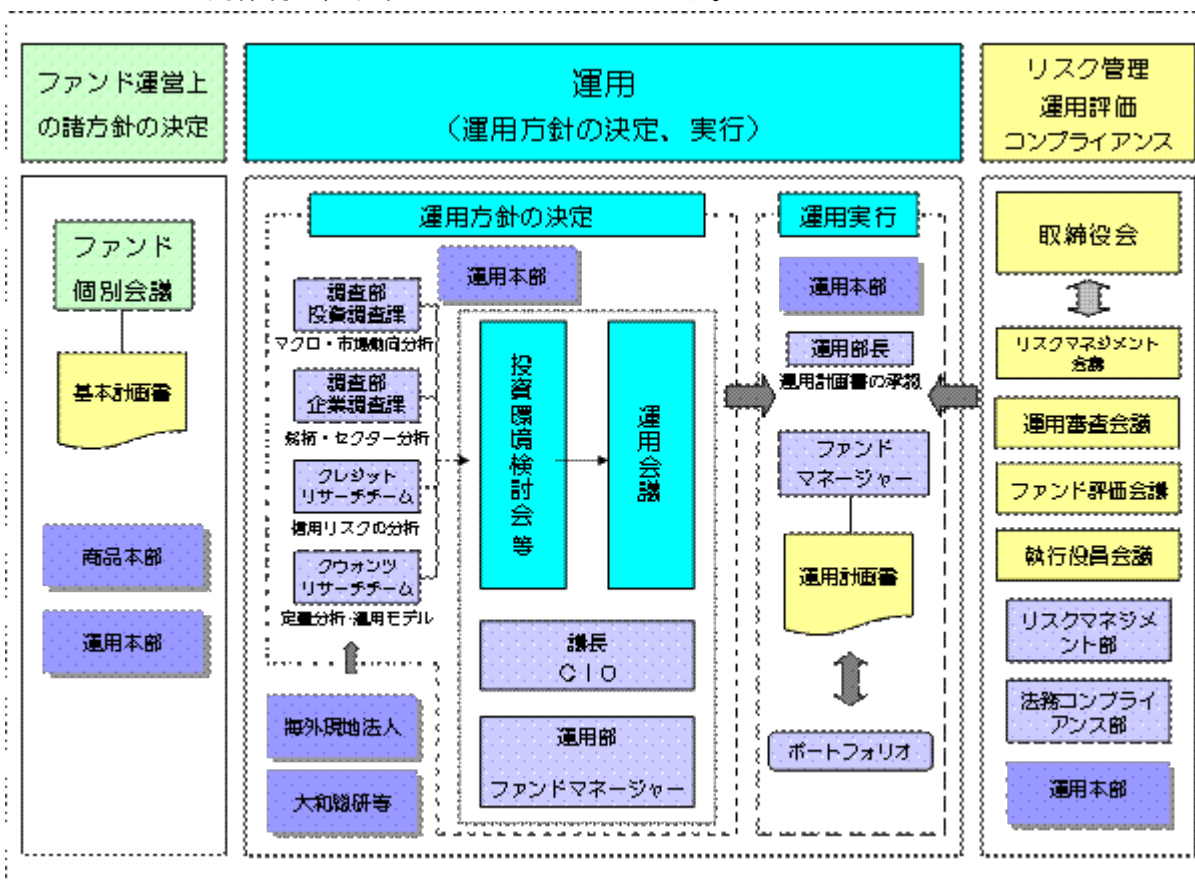 ファンド運営上
の諸方針の決定
運用
（運用方針の決定、実行）
リスク管理
運用評価
コンプライアンス
ファンド
個別会議
基本計画書
商品本部
運用本部
運用方針の決定
運用本部
調査部
投資調査課
マクロ・市場動向分析
調査部
企業調査課
銘柄・セクター分析
クレジット
リサーチチーム
信用リスクの分析
クウォンツ
リサーチチーム
定量分析・運用モデル
海外現地法人
大和総研等
投資環境検討会等
運用会議
議長
ＣＩＯ
運用部
ファンドマネージャー
運用実行
運用本部
運用部長
運用計画書の承認
ファンド
マネージャー
運用計画書
ポートフォリオ
取締役会
リスクマネジメント
会議
運用審査会議
ファンド評価会議
執行役員会議
リスクマネジメ
ント部
法務コンプライ
アンス部
運用本部